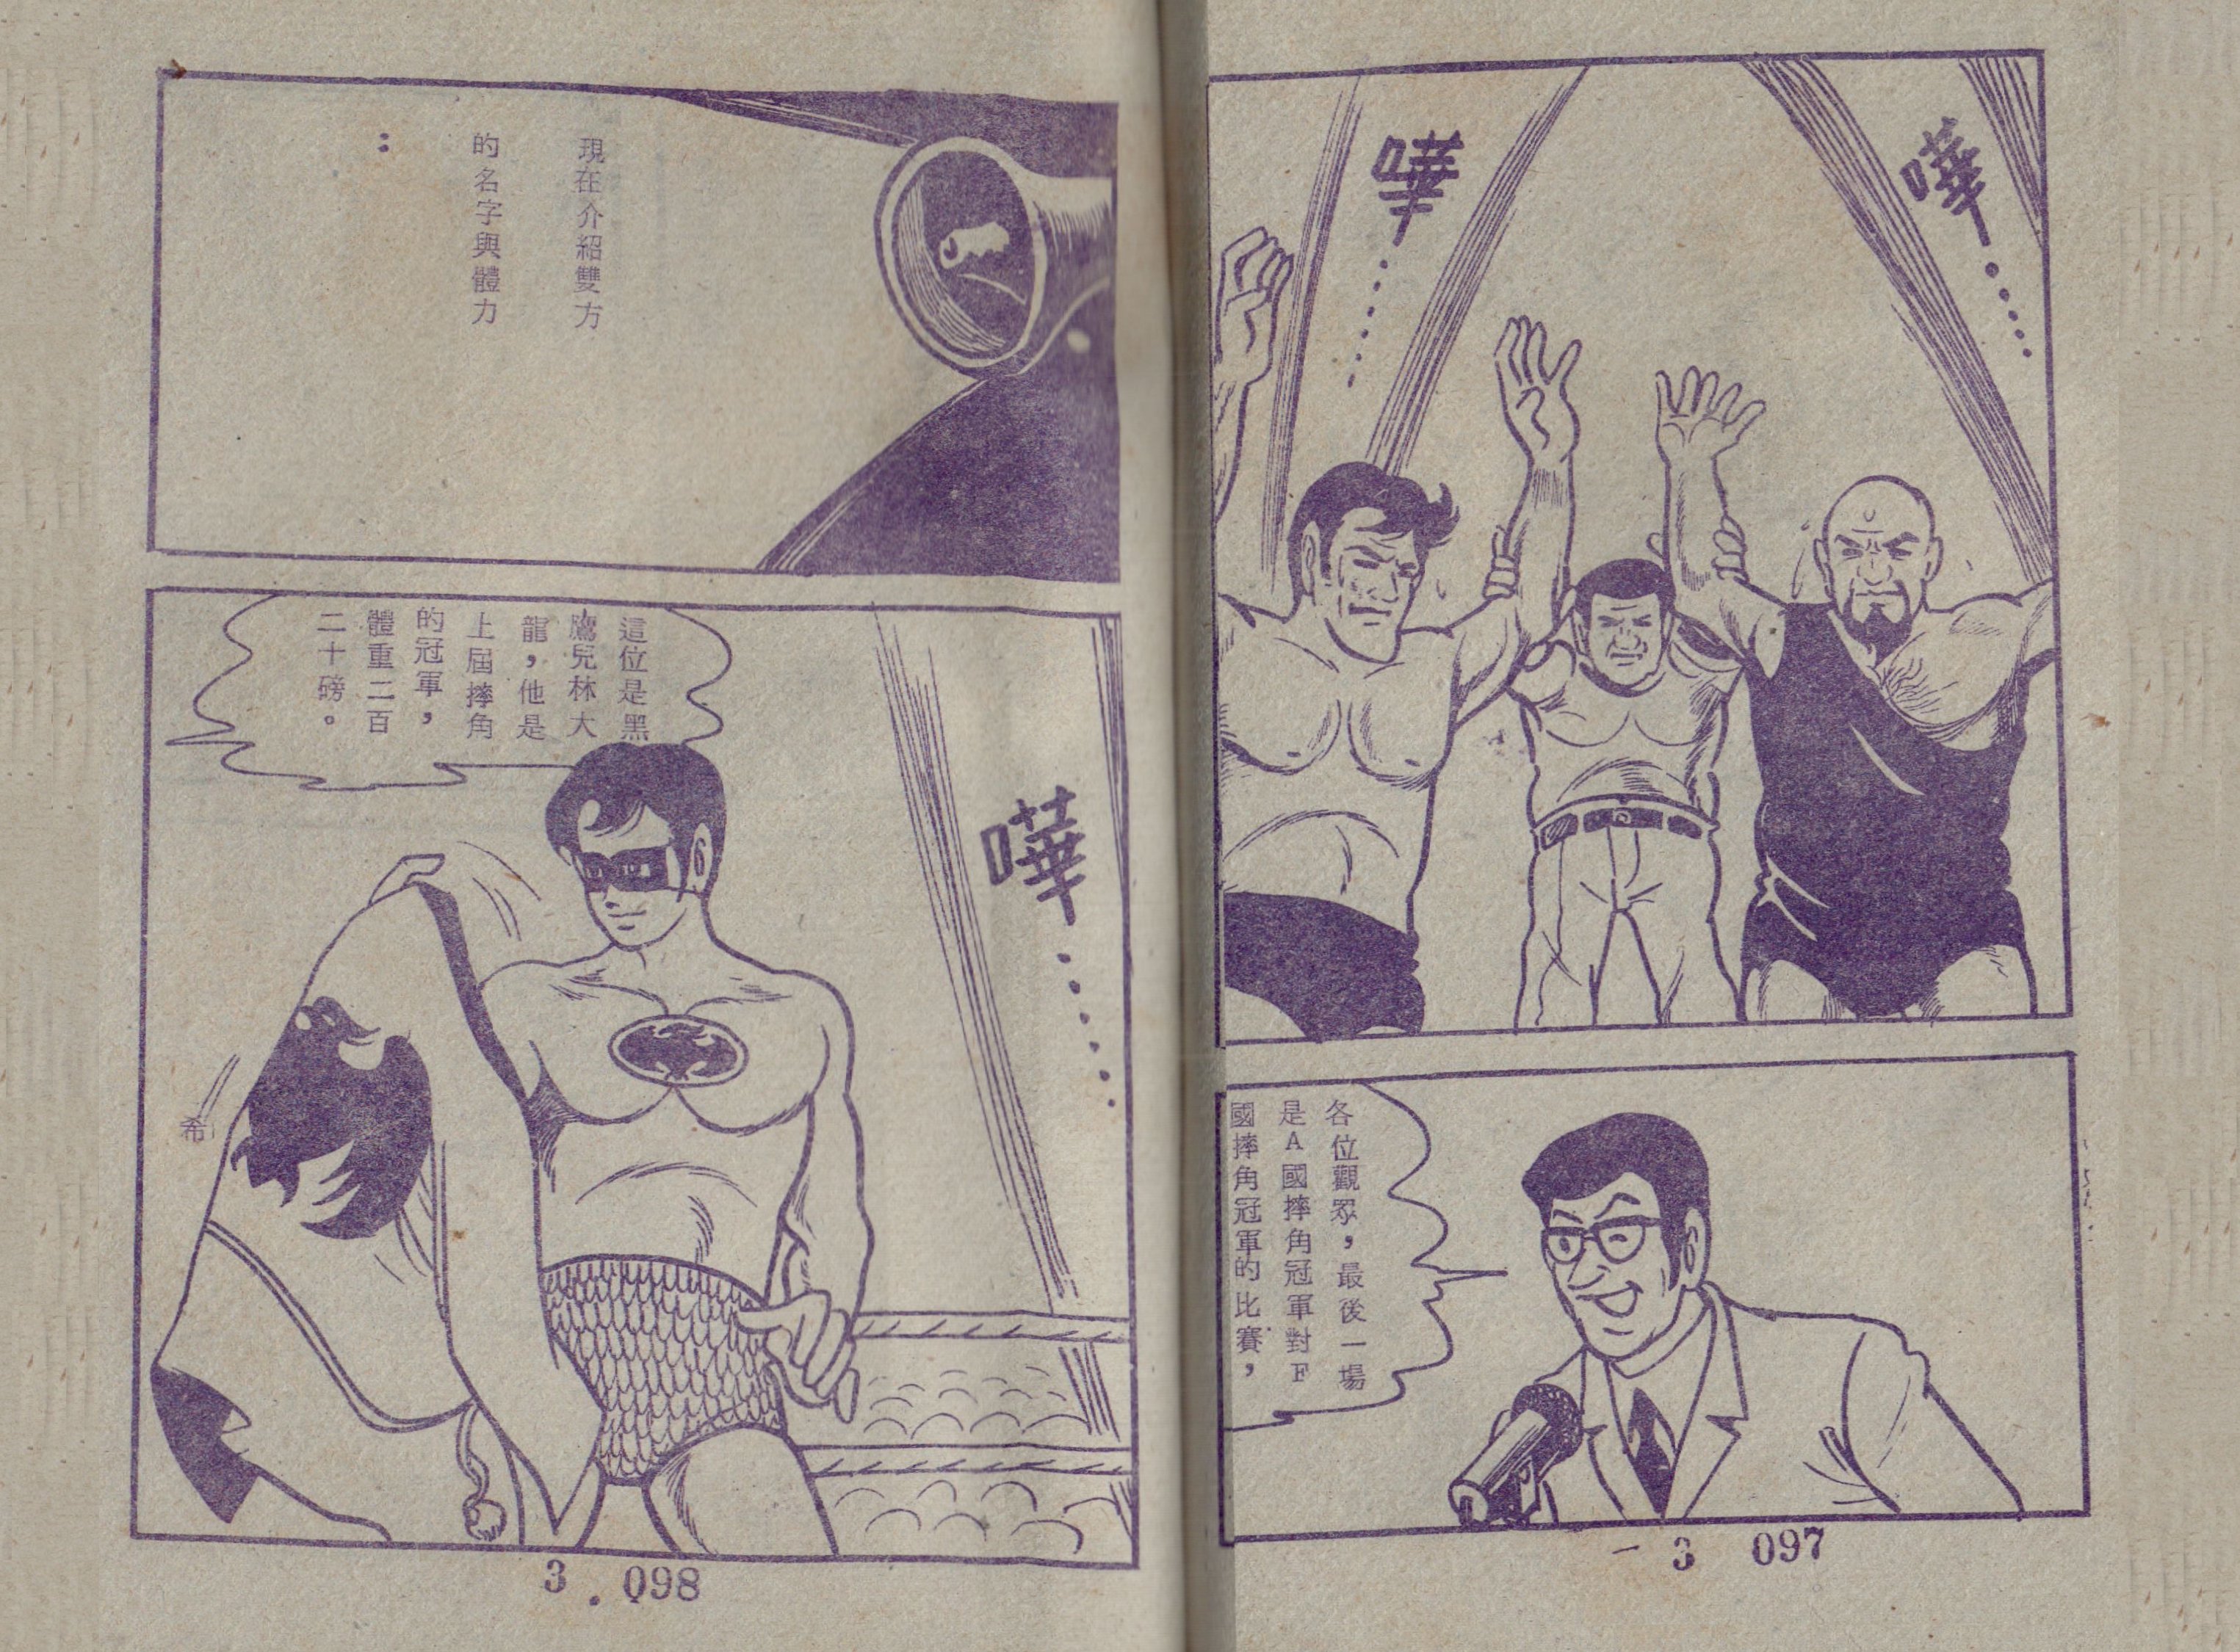 嘩……
嘩……
各位觀眾，最後一場
是A國摔角冠軍對F
國摔角冠軍的比賽，
3 097
現在介紹雙方
的名字與體力
：
這位是黑
鷹兒林大
龍，他是
上屆摔角
的冠軍，
體重二百
二十磅。
嘩……
希
3 098